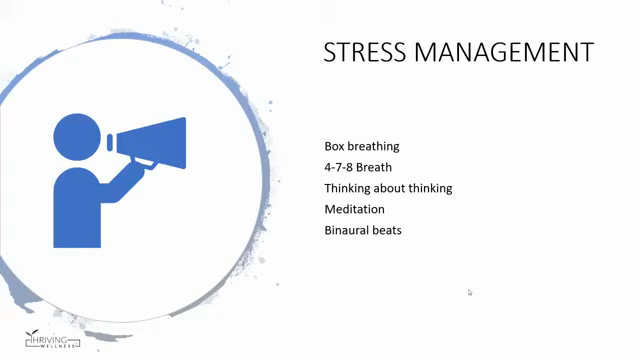 STRESS MANAGEMENT
Box breathing
4-7-8 Breath
Thinking about thinking
Meditation
Binaural beats
THRIVING
WELLNESS